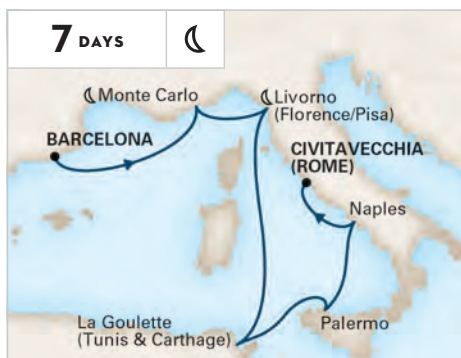 7 DAYS
Monte Carlo
Livorno
(Florence/Pisa)
BARCELONA
CIVITAVECCHIA
(ROME)
Naples
La Goulette
(Tunis & Carthage)
Palermo